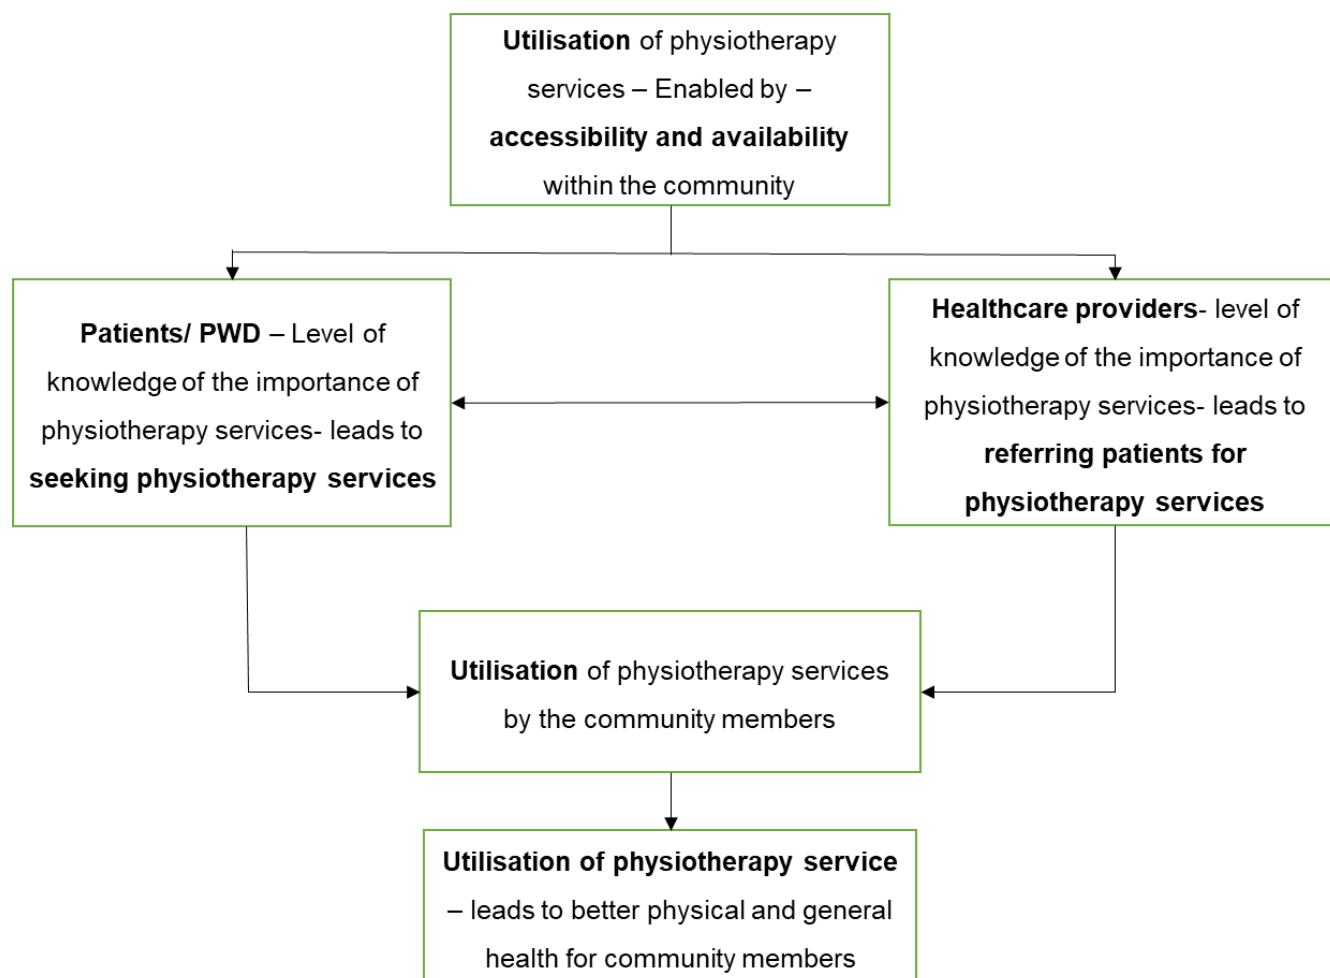 Utilisation of physiotherapy
services – Enabled by –
accessibility and availability
within the community
Patients/ PWD – Level of
knowledge of the importance of
physiotherapy services- leads to
seeking physiotherapy services
Healthcare providers- level of
knowledge of the importance of
physiotherapy services- leads to
referring patients for
physiotherapy services
Utilisation of physiotherapy services
by the community members
Utilisation of physiotherapy service
– leads to better physical and general
health for community members